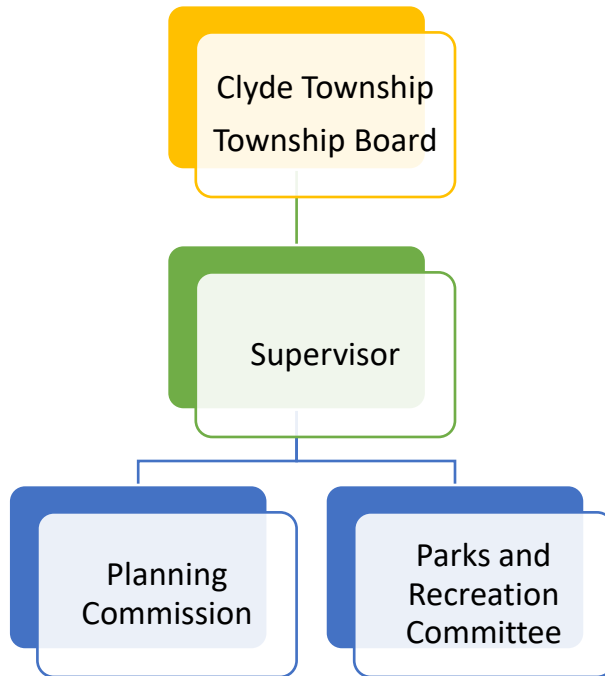 Clyde Township
Township Board
Supervisor
Planning
Commission
Parks and
Recreation
Committee